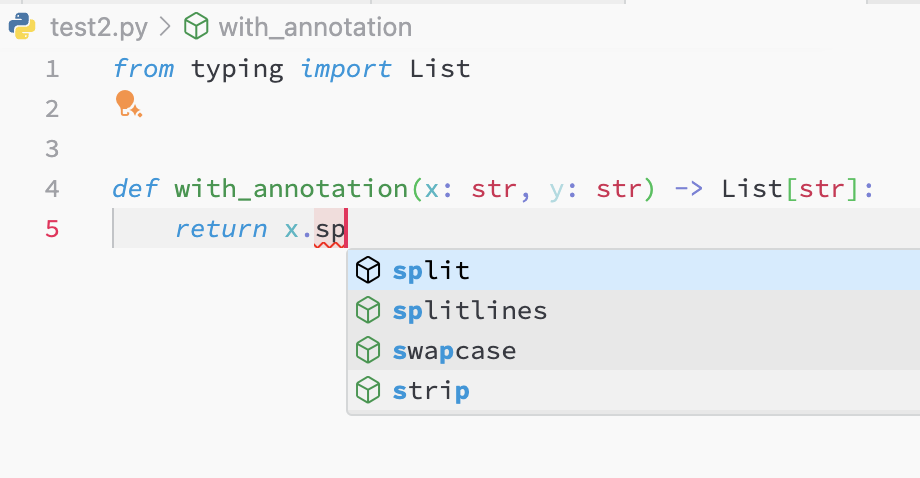 test2.py > with_annotation
1 from typing import List
2
3
4 def with_annotation(x: str, y: str) -> List[str]:
5 return x.sp
split
splitlines
swapcase
strip